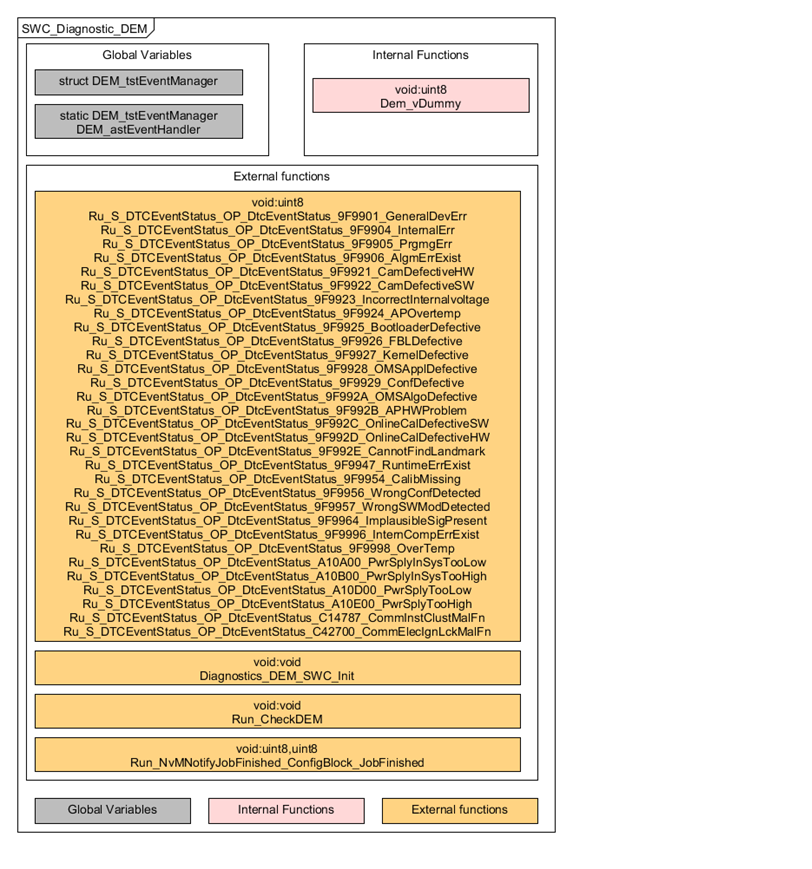 SWC_Diagnostic_DEM
Global Variables
struct DEM_tstEventManager
static DEM_tstEventManager
DEM_astEventHandler
Internal Functions
void:uint8
Dem_vDummy
External functions
void:uint8
Ru_S_DTCEventStatus_OP_DtcEventStatus_9F9901_GeneralDevErr
Ru_S_DTCEventStatus_OP_DtcEventStatus_9F9904_InternalErr
Ru_S_DTCEventStatus_OP_DtcEventStatus_9F9905_PrgmgErr
Ru_S_DTCEventStatus_OP_DtcEventStatus_9F9906_AlgmErrExist
Ru_S_DTCEventStatus_OP_DtcEventStatus_9F9921_CamDefectiveHW
Ru_S_DTCEventStatus_OP_DtcEventStatus_9F9922_CamDefectiveSW
Ru_S_DTCEventStatus_OP_DtcEventStatus_9F9923_IncorrectInternalvoltage
Ru_S_DTCEventStatus_OP_DtcEventStatus_9F9924_APOvertemp
Ru_S_DTCEventStatus_OP_DtcEventStatus_9F9925_BootloaderDefective
Ru_S_DTCEventStatus_OP_DtcEventStatus_9F9926_FBLDefective
Ru_S_DTCEventStatus_OP_DtcEventStatus_9F9927_KernelDefective
Ru_S_DTCEventStatus_OP_DtcEventStatus_9F9928_OMSApplDefective
Ru_S_DTCEventStatus_OP_DtcEventStatus_9F9929_ConfDefective
Ru_S_DTCEventStatus_OP_DtcEventStatus_9F992A_OMSAlgoDefective
Ru_S_DTCEventStatus_OP_DtcEventStatus_9F992B_APHWProblem
Ru_S_DTCEventStatus_OP_DtcEventStatus_9F992C_OnlineCalDefectiveSW
Ru_S_DTCEventStatus_OP_DtcEventStatus_9F992D_OnlineCalDefectiveHW
Ru_S_DTCEventStatus_OP_DtcEventStatus_9F992E_CannotFindLandmark
Ru_S_DTCEventStatus_OP_DtcEventStatus_9F9947_RuntimeErrExist
Ru_S_DTCEventStatus_OP_DtcEventStatus_9F9954_CalibMissing
Ru_S_DTCEventStatus_OP_DtcEventStatus_9F9956_WrongConfDetected
Ru_S_DTCEventStatus_OP_DtcEventStatus_9F9957_WrongSWModDetected
Ru_S_DTCEventStatus_OP_DtcEventStatus_9F9964_ImplausibleSigPresent
Ru_S_DTCEventStatus_OP_DtcEventStatus_9F9996_InternCompErrExist
Ru_S_DTCEventStatus_OP_DtcEventStatus_9F9998_OverTemp
Ru_S_DTCEventStatus_OP_DtcEventStatus_A10A00_PwrSplyInSysTooLow
Ru_S_DTCEventStatus_OP_DtcEventStatus_A10B00_PwrSplyInSysTooHigh
Ru_S_DTCEventStatus_OP_DtcEventStatus_A10D00_PwrSplyTooLow
Ru_S_DTCEventStatus_OP_DtcEventStatus_A10E00_PwrSplyTooHigh
Ru_S_DTCEventStatus_OP_DtcEventStatus_C14787_CommInstClustMalFn
Ru_S_DTCEventStatus_OP_DtcEventStatus_C42700_CommElecIgnLckMalFn
void:void
Diagnostics_DEM_SWC_Init
void:void
Run_CheckDEM
void:uint8,uint8
Run_NvMNotifyJobFinished_ConfigBlock_JobFinished
Global Variables
Internal Functions
External functions